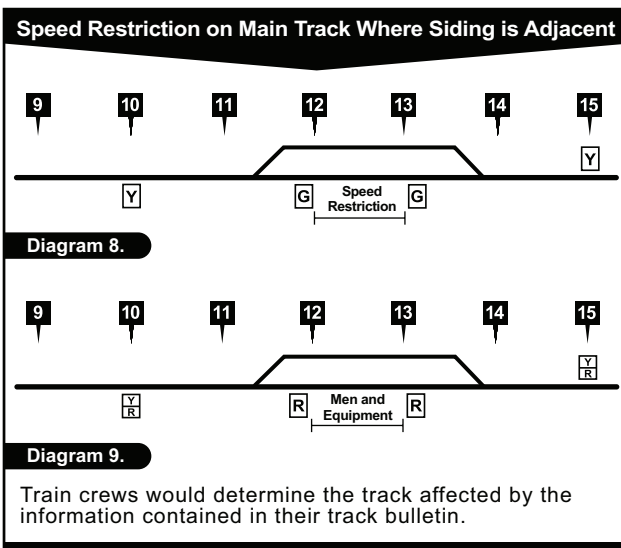 Speed Restriction on Main Track Where Siding is Adjacent
9 10 11 12 13 14 15
Y
Y G Speed G
Restriction
Diagram 8.
9 10 11 12 13 14 15
Y
R
Y
R
R Men and R
Equipment
Diagram 9.
Train crews would determine the track affected by the
information contained in their track bulletin.